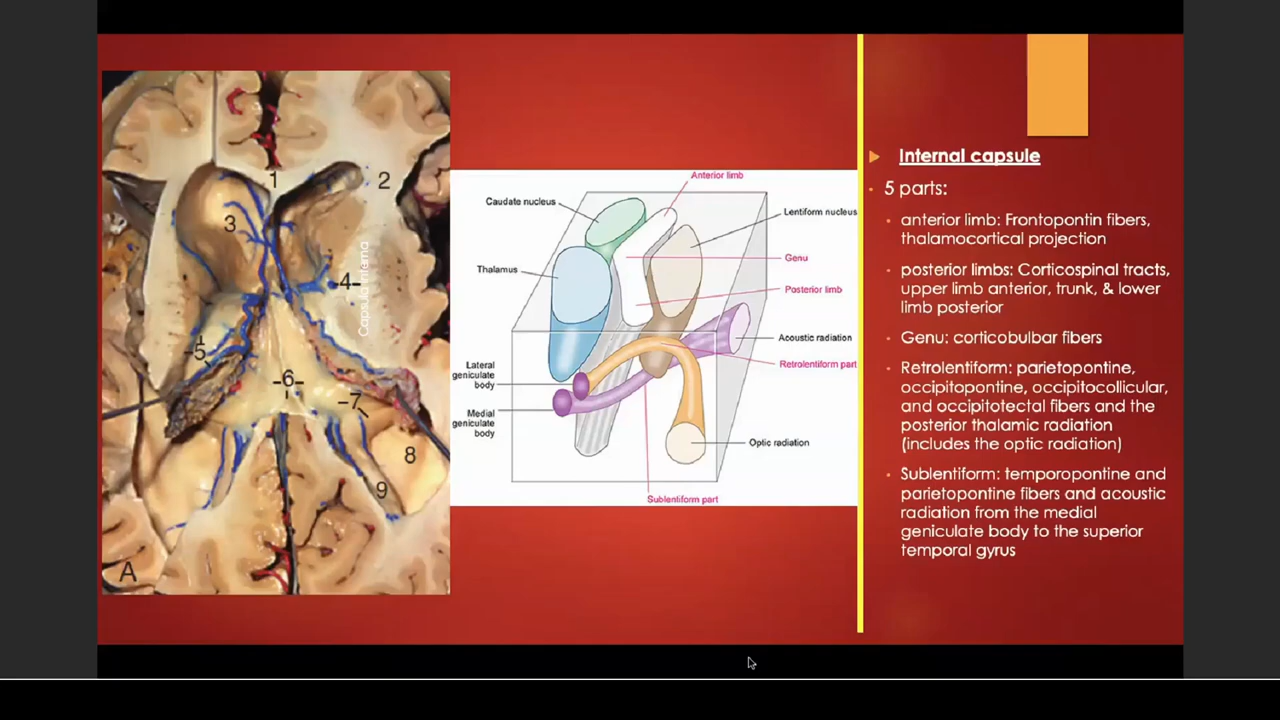 1
2
3
Capsula interna
-4-
-5
-6-
-7
8
9
A
Anterior limb
Caudate nucleus
Lentiform nucleus
Genu
Thalamus
Posterior limb
Acoustic radiation
Retrolentiform part
Lateral
geniculate
body
Medial
geniculate
body
Optic radiation
Sublentiform part
Internal capsule
5 parts:
anterior limb: Frontopontin fibers,
thalamocortical projection
posterior limbs: Corticospinal tracts,
upper limb anterior, trunk, & lower
limb posterior
Genu: corticobulbar fibers
Retrolentiform: parietopontine,
occipitopontine, occipitocollicular,
and occipitotectal fibers and the
posterior thalamic radiation
(includes the optic radiation)
Sublentiform: temporopontine and
parietopontine fibers and acoustic
radiation from the medial
geniculate body to the superior
temporal gyrus